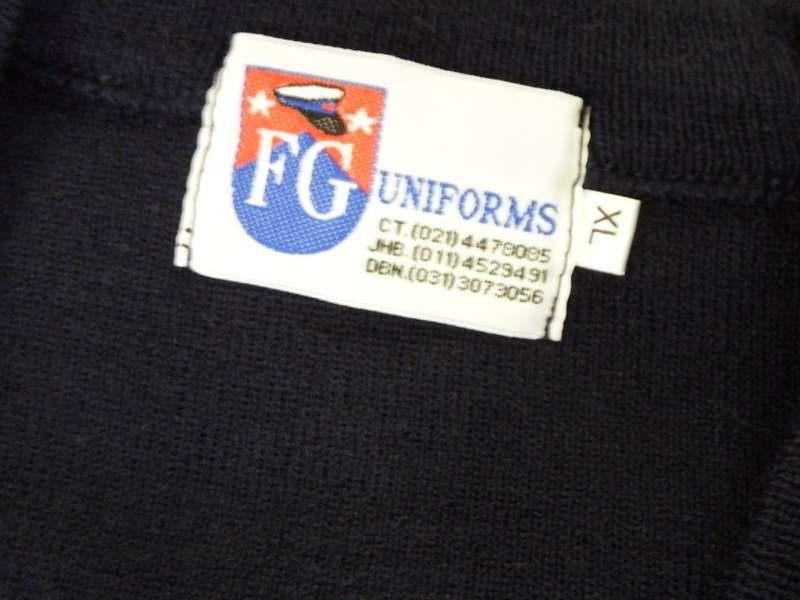 FG
UNIFORMS
CT.(021)4478085
JHB.(011)4529491
DBN.(031)3073056
XL